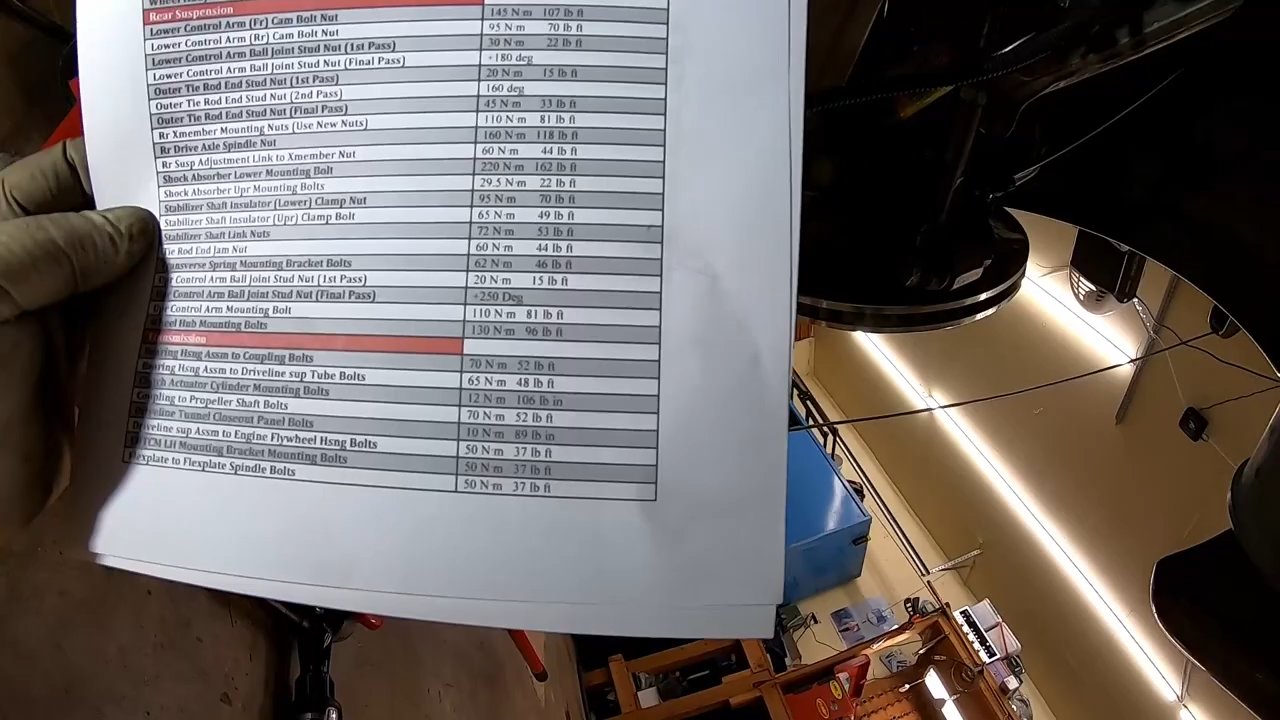 Rear Suspension
Lower Control Arm (Fr) Cam Bolt Nut 145 N·m 107 lb ft
Lower Control Arm (Rr) Cam Bolt Nut 95 N·m 70 lb ft
Lower Control Arm Ball Joint Stud Nut (1st Pass) 30 N·m 22 lb ft
Lower Control Arm Ball Joint Stud Nut (Final Pass) +180 deg
Outer Tie Rod End Stud Nut (1st Pass) 20 N·m 15 lb ft
Outer Tie Rod End Stud Nut (2nd Pass) 160 deg
Outer Tie Rod End Stud Nut (Final Pass) 45 N·m 33 lb ft
Rr Xmember Mounting Nuts (Use New Nuts) 110 N·m 81 lb ft
Rr Drive Axle Spindle Nut 160 N·m 118 lb ft
Rr Susp Adjustment Link to Xmember Nut 60 N·m 44 lb ft
Shock Absorber Lower Mounting Bolt 220 N·m 162 lb ft
Shock Absorber Upr Mounting Bolts 29.5 N·m 22 lb ft
Stabilizer Shaft Insulator (Lower) Clamp Nut 95 N·m 70 lb ft
Stabilizer Shaft Insulator (Upr) Clamp Bolt 65 N·m 49 lb ft
Stabilizer Shaft Link Nuts 72 N·m 53 lb ft
Tie Rod End Jam Nut 60 N·m 44 lb ft
Transverse Spring Mounting Bracket Bolts 62 N·m 46 lb ft
Upr Control Arm Ball Joint Stud Nut (1st Pass) 20 N·m 15 lb ft
Upr Control Arm Ball Joint Stud Nut (Final Pass) +250 Deg
Upr Control Arm Mounting Bolt 110 N·m 81 lb ft
Wheel Hub Mounting Bolts 130 N·m 96 lb ft
Transmission
Bearing Hsng Assm to Coupling Bolts 70 N·m 52 lb ft
Bearing Hsng Assm to Driveline sup Tube Bolts 65 N·m 48 lb ft
Clutch Actuator Cylinder Mounting Bolts 12 N·m 106 lb in
Coupling to Propeller Shaft Bolts 70 N·m 52 lb ft
Driveline Tunnel Closeout Panel Bolts 10 N·m 89 lb in
Driveline sup Assm to Engine Flywheel Hsng Bolts 50 N·m 37 lb ft
LH Mounting Bracket Mounting Bolts 50 N·m 37 lb ft
Flexplate to Flexplate Spindle Bolts 50 N·m 37 lb ft